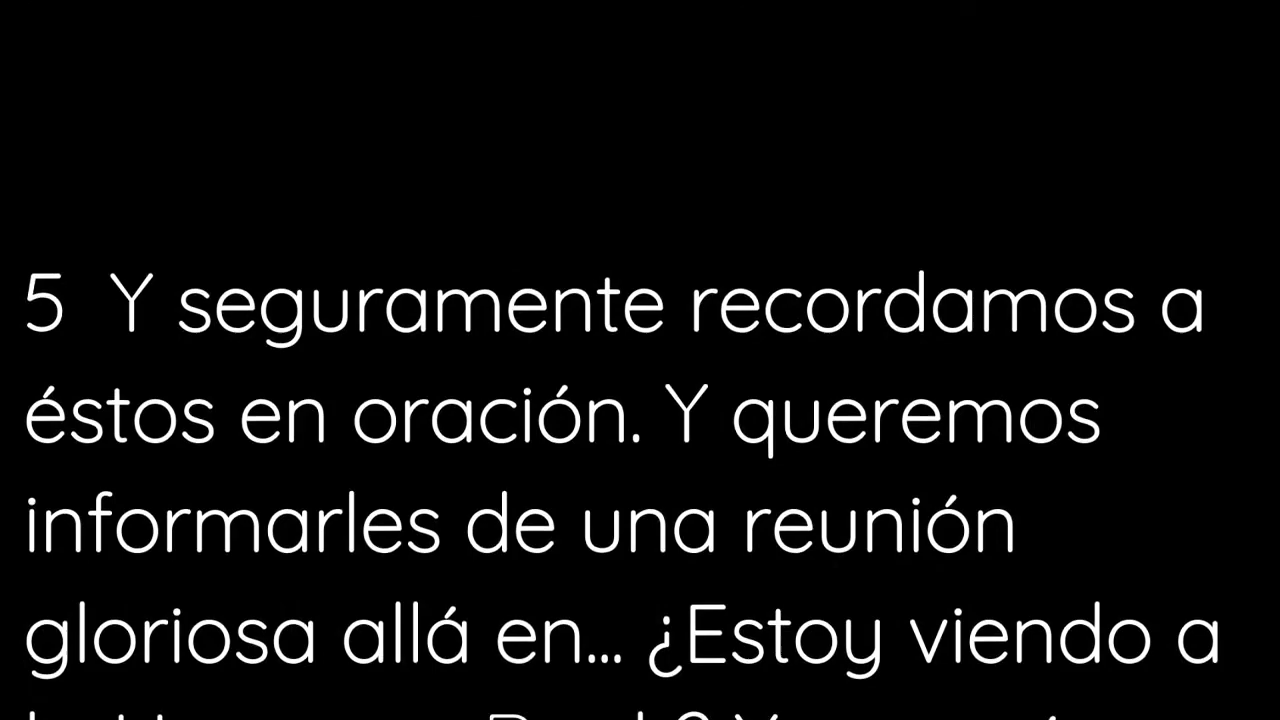 5 Y seguramente recordamos a
éstos en oración. Y queremos
informarles de una reunión
gloriosa allá en... ¿Estoy viendo a